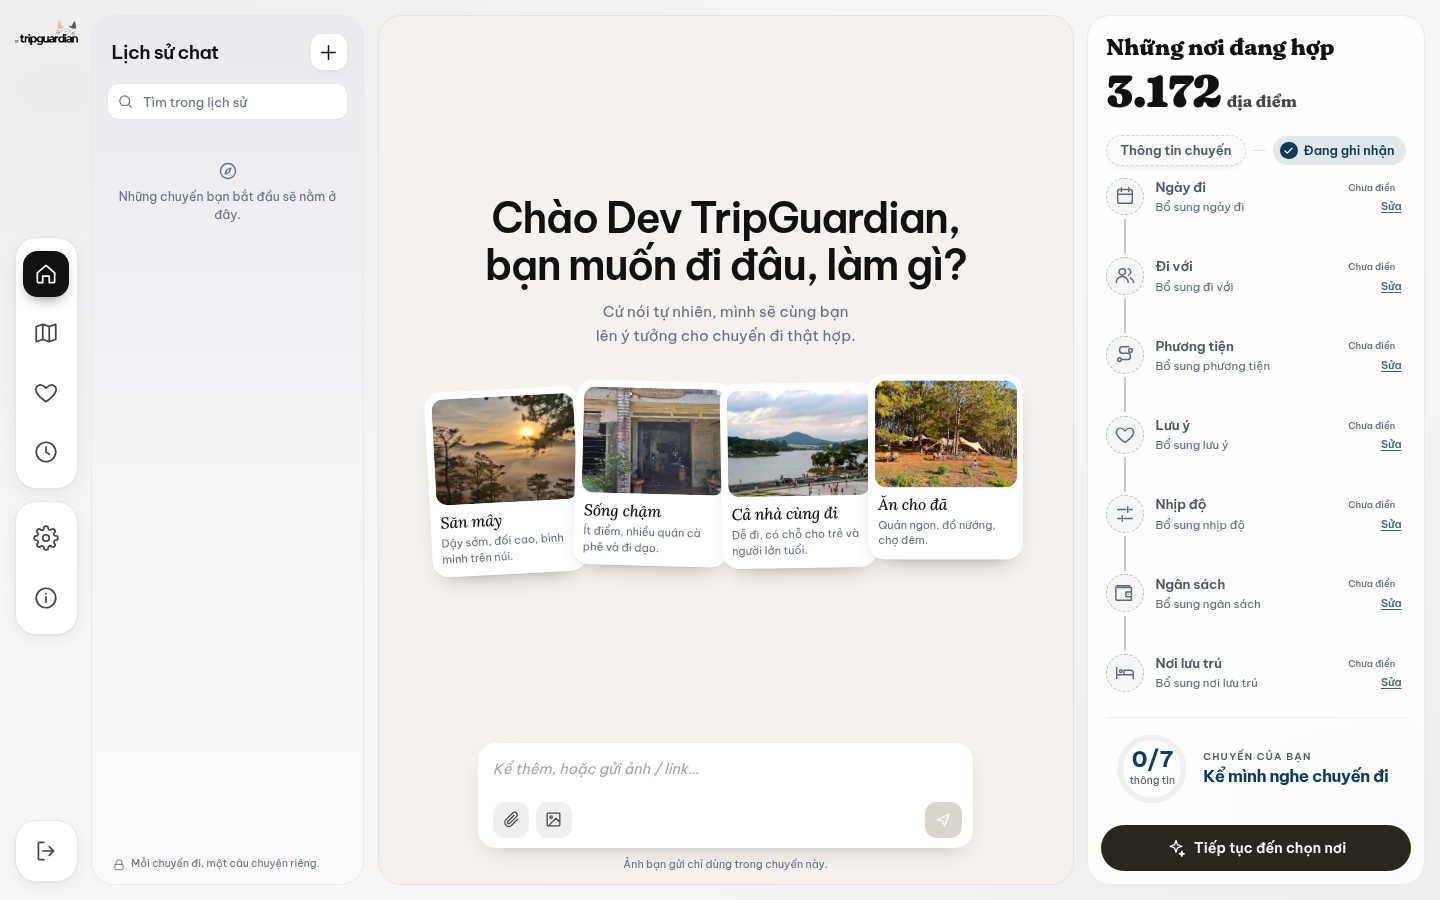 tripguardian
Lịch sử chat
Tìm trong lịch sử
Những chuyến bạn bắt đầu sẽ nằm ở
đây.
Mỗi chuyến đi, một câu chuyện riêng.
Chào Dev TripGuardian,
bạn muốn đi đâu, làm gì?
Cứ nói tự nhiên, mình sẽ cùng bạn
lên ý tưởng cho chuyến đi thật hợp.
Săn mây
Dậy sớm, đồi cao, bình
minh trên núi.
Sống chậm
Ít điểm, nhiều quán cà
phê và đi dạo.
Cả nhà cùng đi
Dễ đi, có chỗ cho trẻ và
người lớn tuổi.
Ăn cho đã
Quán ngon, đồ nướng,
chợ đêm.
Kể thêm, hoặc gửi ảnh / link...
Ảnh bạn gửi chỉ dùng trong chuyến này.
Những nơi đang hợp
3.172 địa điểm
Thông tin chuyến
Đang ghi nhận
Ngày đi
Chưa điền
Bổ sung ngày đi
Sửa
Đi với
Chưa điền
Bổ sung đi với
Sửa
Phương tiện
Chưa điền
Bổ sung phương tiện
Sửa
Lưu ý
Chưa điền
Bổ sung lưu ý
Sửa
Nhịp độ
Chưa điền
Bổ sung nhịp độ
Sửa
Ngân sách
Chưa điền
Bổ sung ngân sách
Sửa
Nơi lưu trú
Chưa điền
Bổ sung nơi lưu trú
Sửa
0/7
thông tin
CHUYẾN CỦA BẠN
Kể mình nghe chuyến đi
Tiếp tục đến chọn nơi